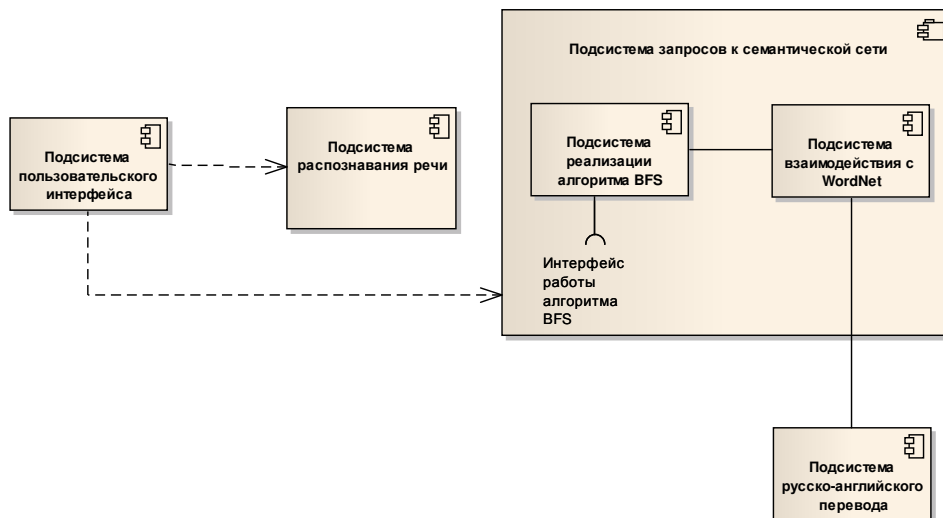 Подсистема запросов к семантической сети
Подсистема
пользовательского
интерфейса
Подсистема
распознавания речи
Подсистема
реализации
алгоритма BFS
Подсистема
взаимодействия с
WordNet
Интерфейс
работы
алгоритма
BFS
Подсистема
русско-английского
перевода